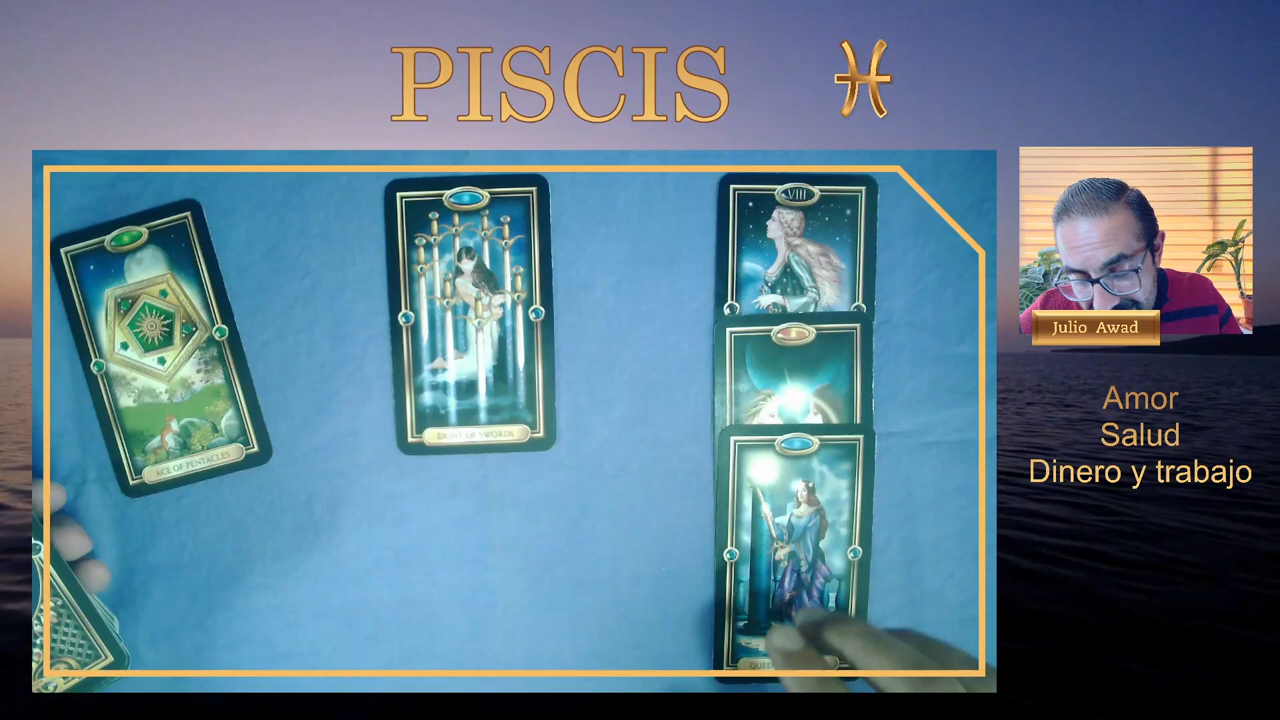 PISCIS
VIII
EIGHT OF SWORDS
ACE OF PENTACLES
Julio Awad
Amor
Salud
Dinero y trabajo